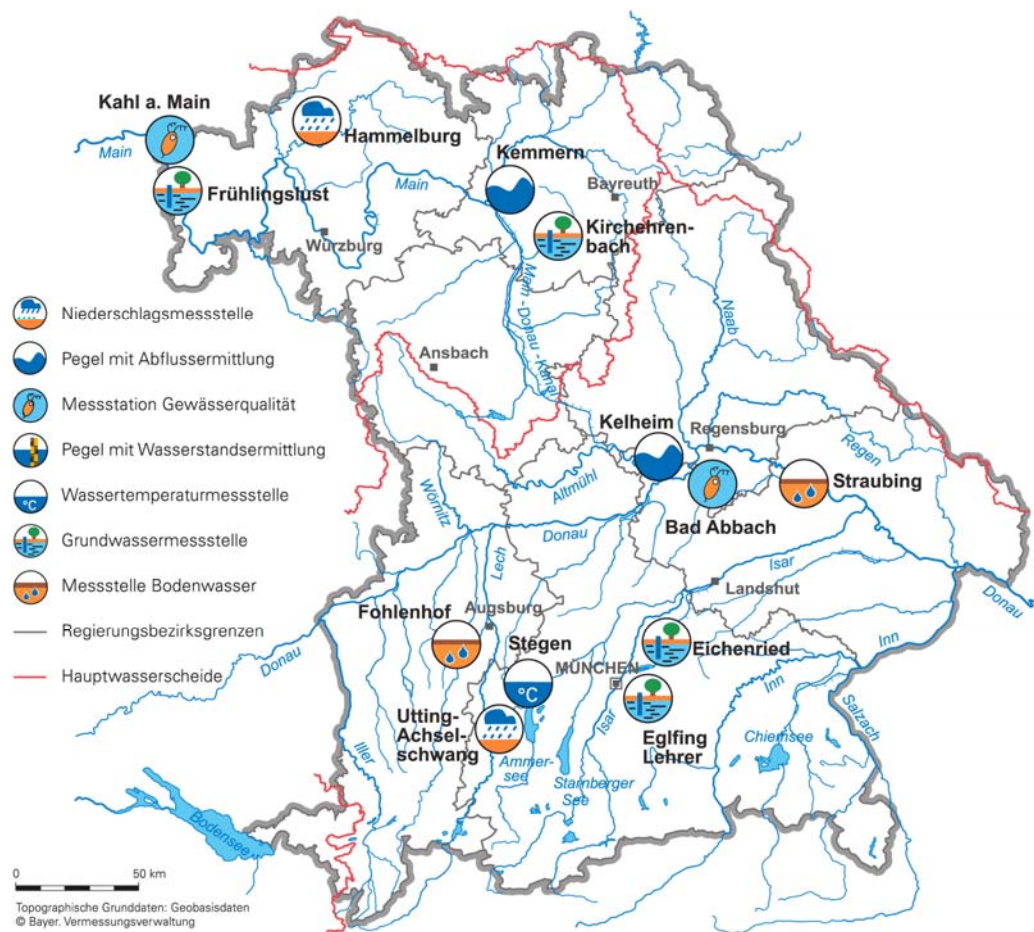 Kahl a. Main
Main
Hammelburg
Frühlingslust
Main
Kemmern
Bayreuth
Kirchehren-
bach
Würzburg
Main - Donau - Kanal
Naab
Ansbach
Niederschlagsmessstelle
Pegel mit Abflussermittlung
Messstation Gewässerqualität
Pegel mit Wasserstandsermittlung
Wassertemperaturmessstelle
°C
Grundwassermessstelle
Messstelle Bodenwasser
Regierungsbezirksgrenzen
Hauptwasserscheide
Kelheim
Regensburg
Regen
Straubing
Bad Abbach
Altmühl
Wörnitz
Donau
Lech
Isar
Landshut
Donau
Fohlenhof
Augsburg
Stegen
°C
MÜNCHEN
Eichenried
Inn
Donau
Utting-
Achsel-
schwang
Isar
Eglfing
Lehrer
Inn
Salzach
Chiemsee
Iller
Ammer-
see
Starnberger
See
Bodensee
0 50 km
Topographische Grunddaten: Geobasisdaten
© Bayer. Vermessungsverwaltung